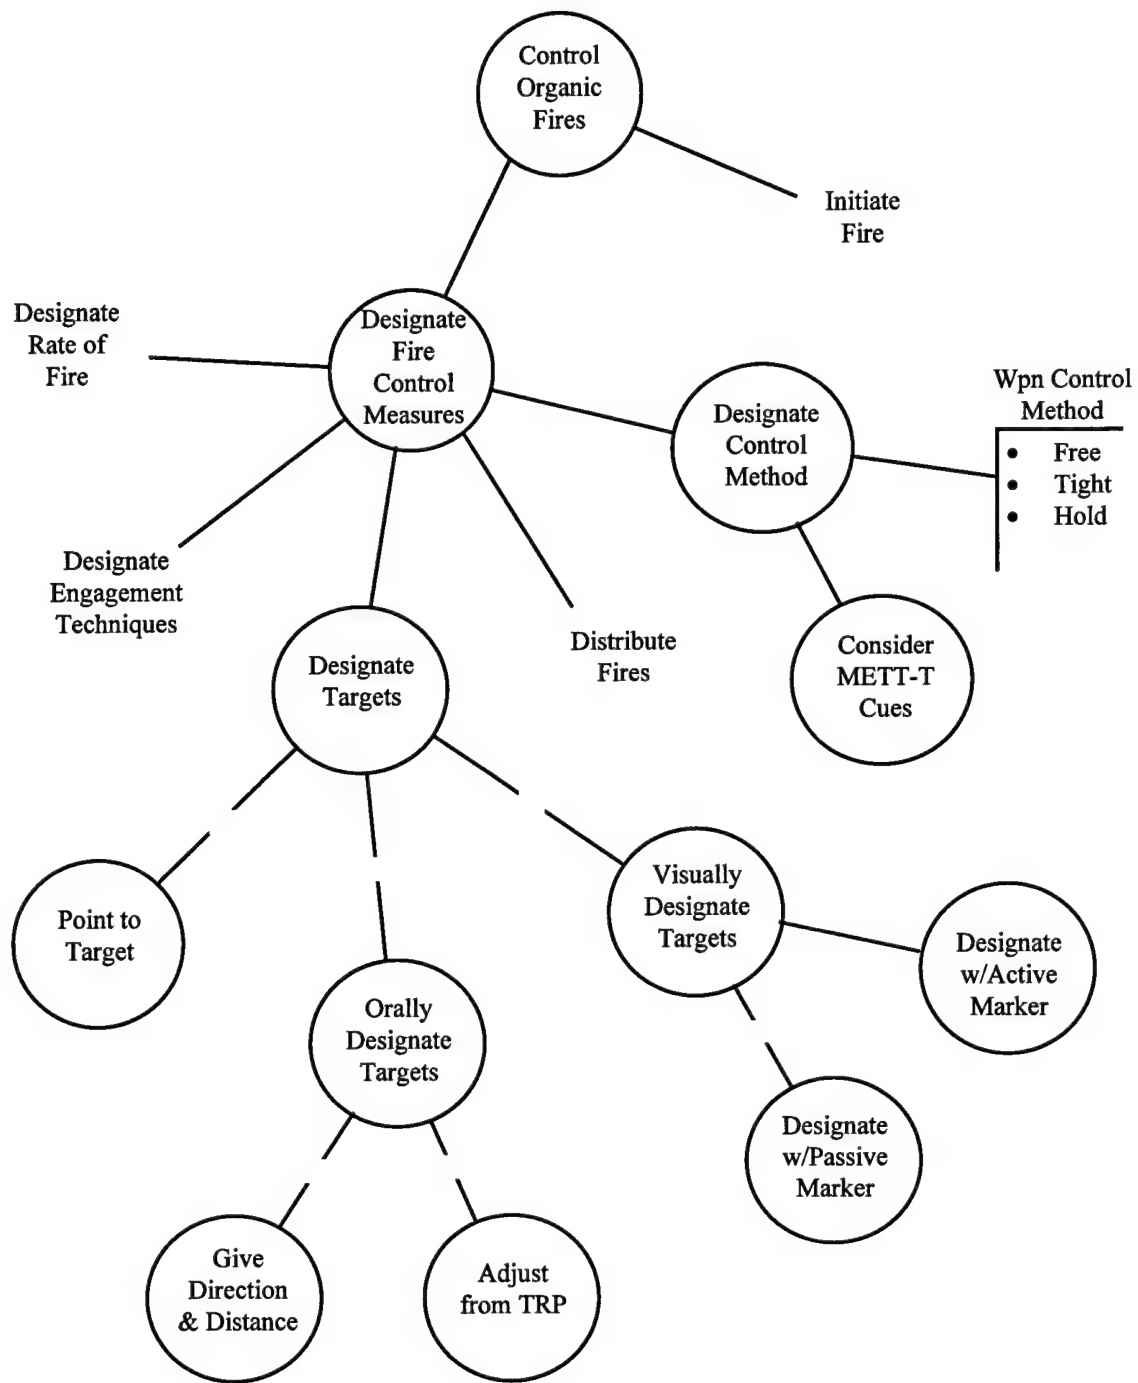 Control
Organic
Fires
Initiate
Fire
Designate
Rate of
Fire
Designate
Fire
Control
Measures
Designate
Control
Method
Wpn Control
Method
• Free
• Tight
• Hold
Designate
Engagement
Techniques
Designate
Targets
Distribute
Fires
Consider
METT-T
Cues
Point to
Target
Orally
Designate
Targets
Visually
Designate
Targets
Designate
w/Active
Marker
Designate
w/Passive
Marker
Give
Direction
& Distance
Adjust
from TRP